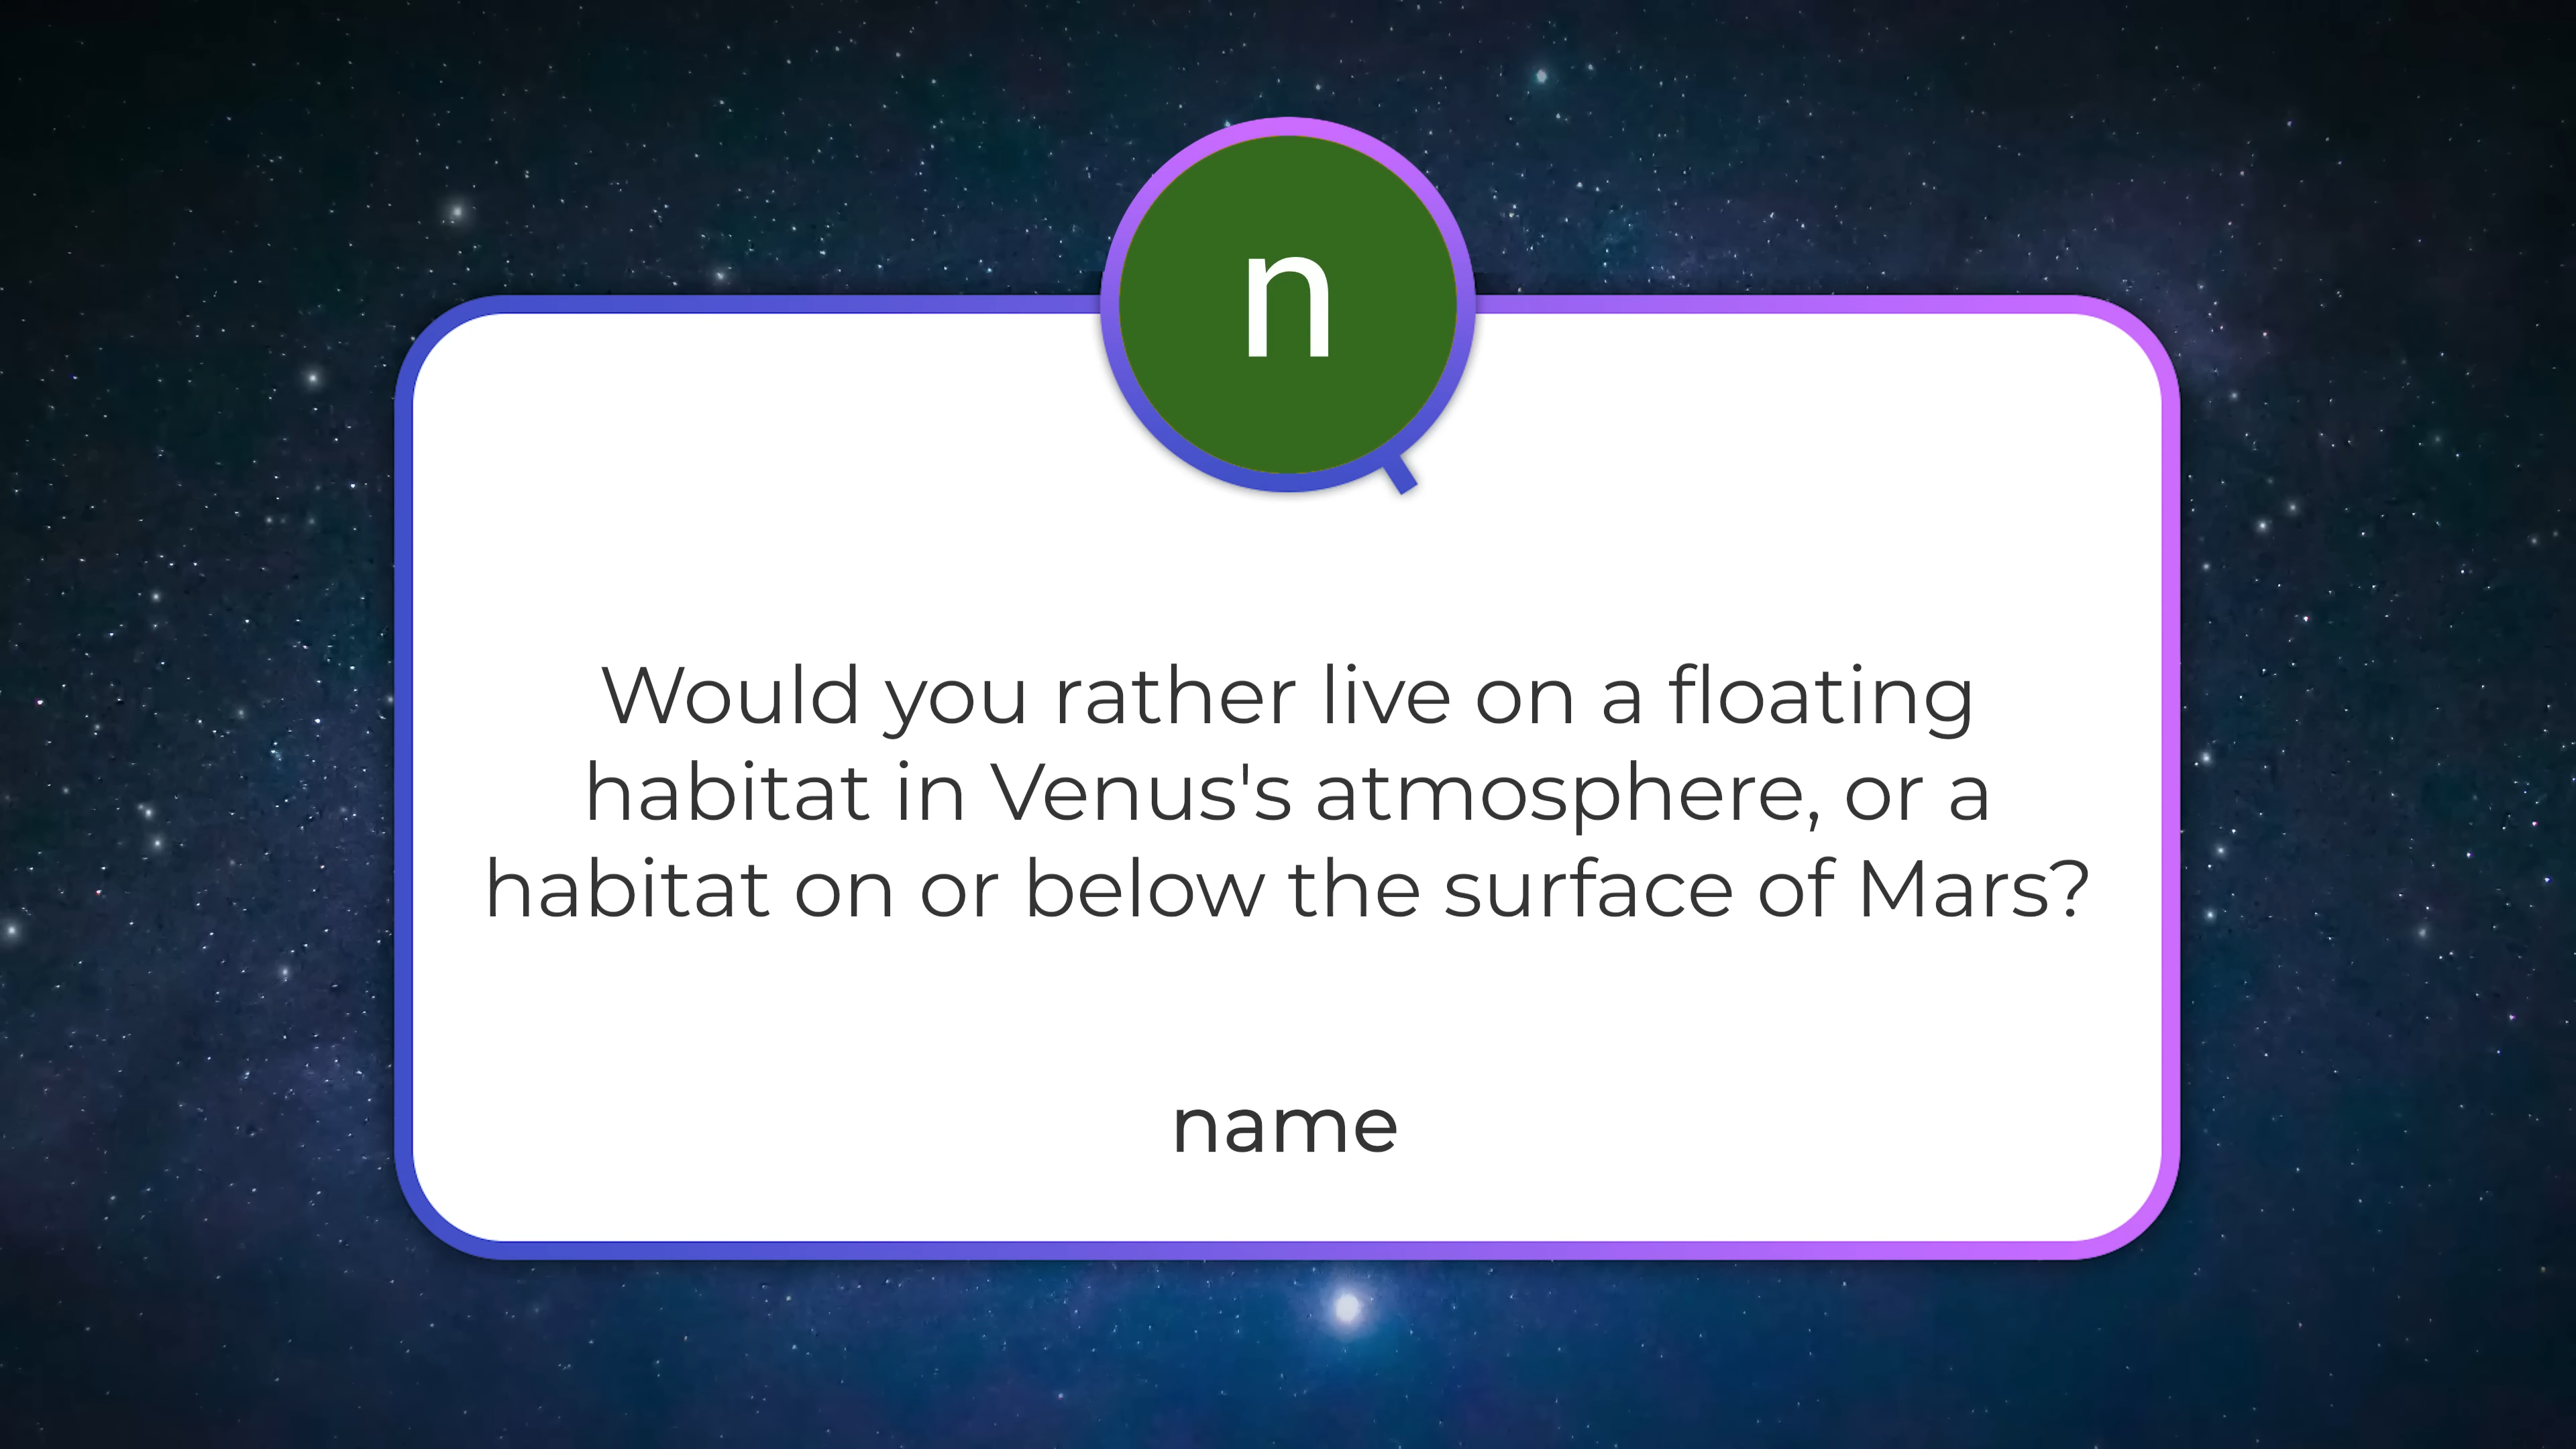 n
Would you rather live on a floating
habitat in Venus's atmosphere, or a
habitat on or below the surface of Mars?
name